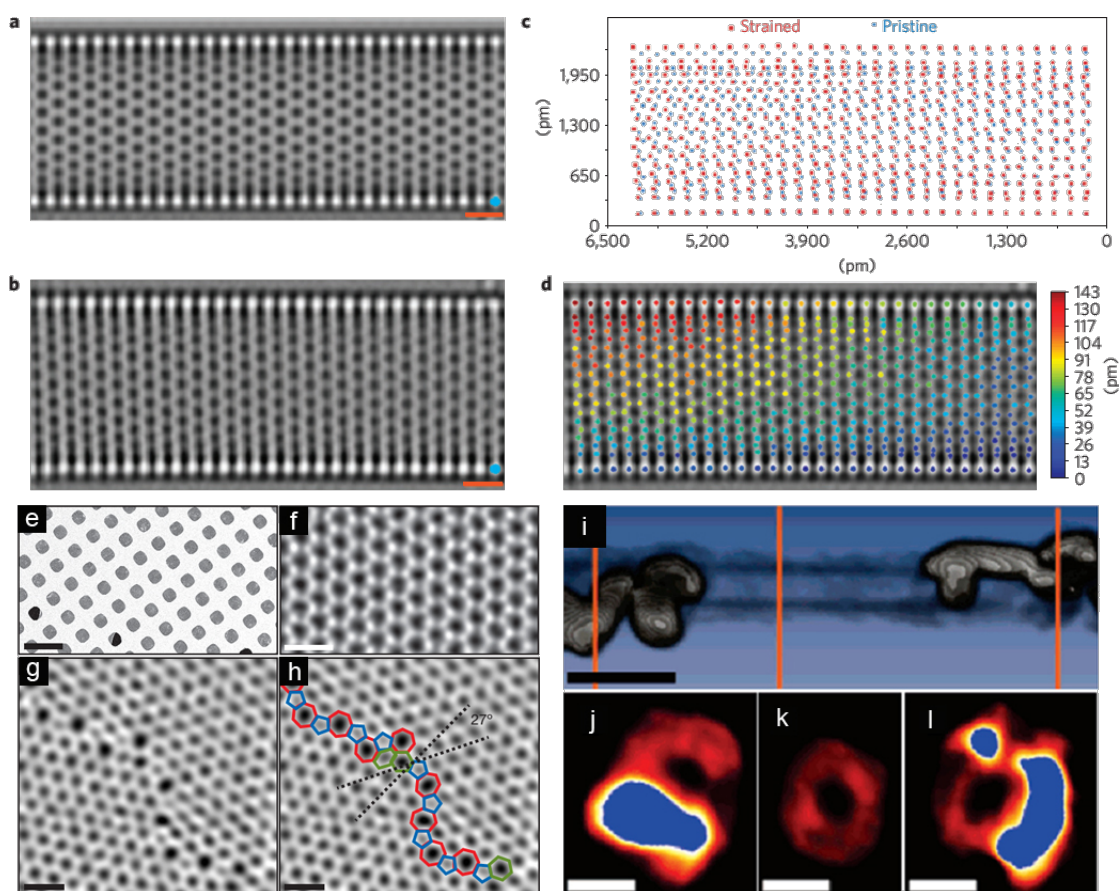 a
c
Strained Pristine
1,950
1,300
650
0
(pm)
6,500 5,200 3,900 2,600 1,300 0
(pm)
b
d
143
130
104
91
78
65
52
39
26
13
0
(pm)
e
f
i
g
h
27°
j
k
l